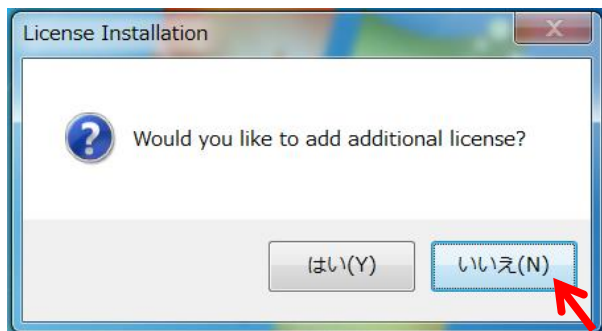 License Installation
Would you like to add additional license?
はい(Y)
いいえ(N)